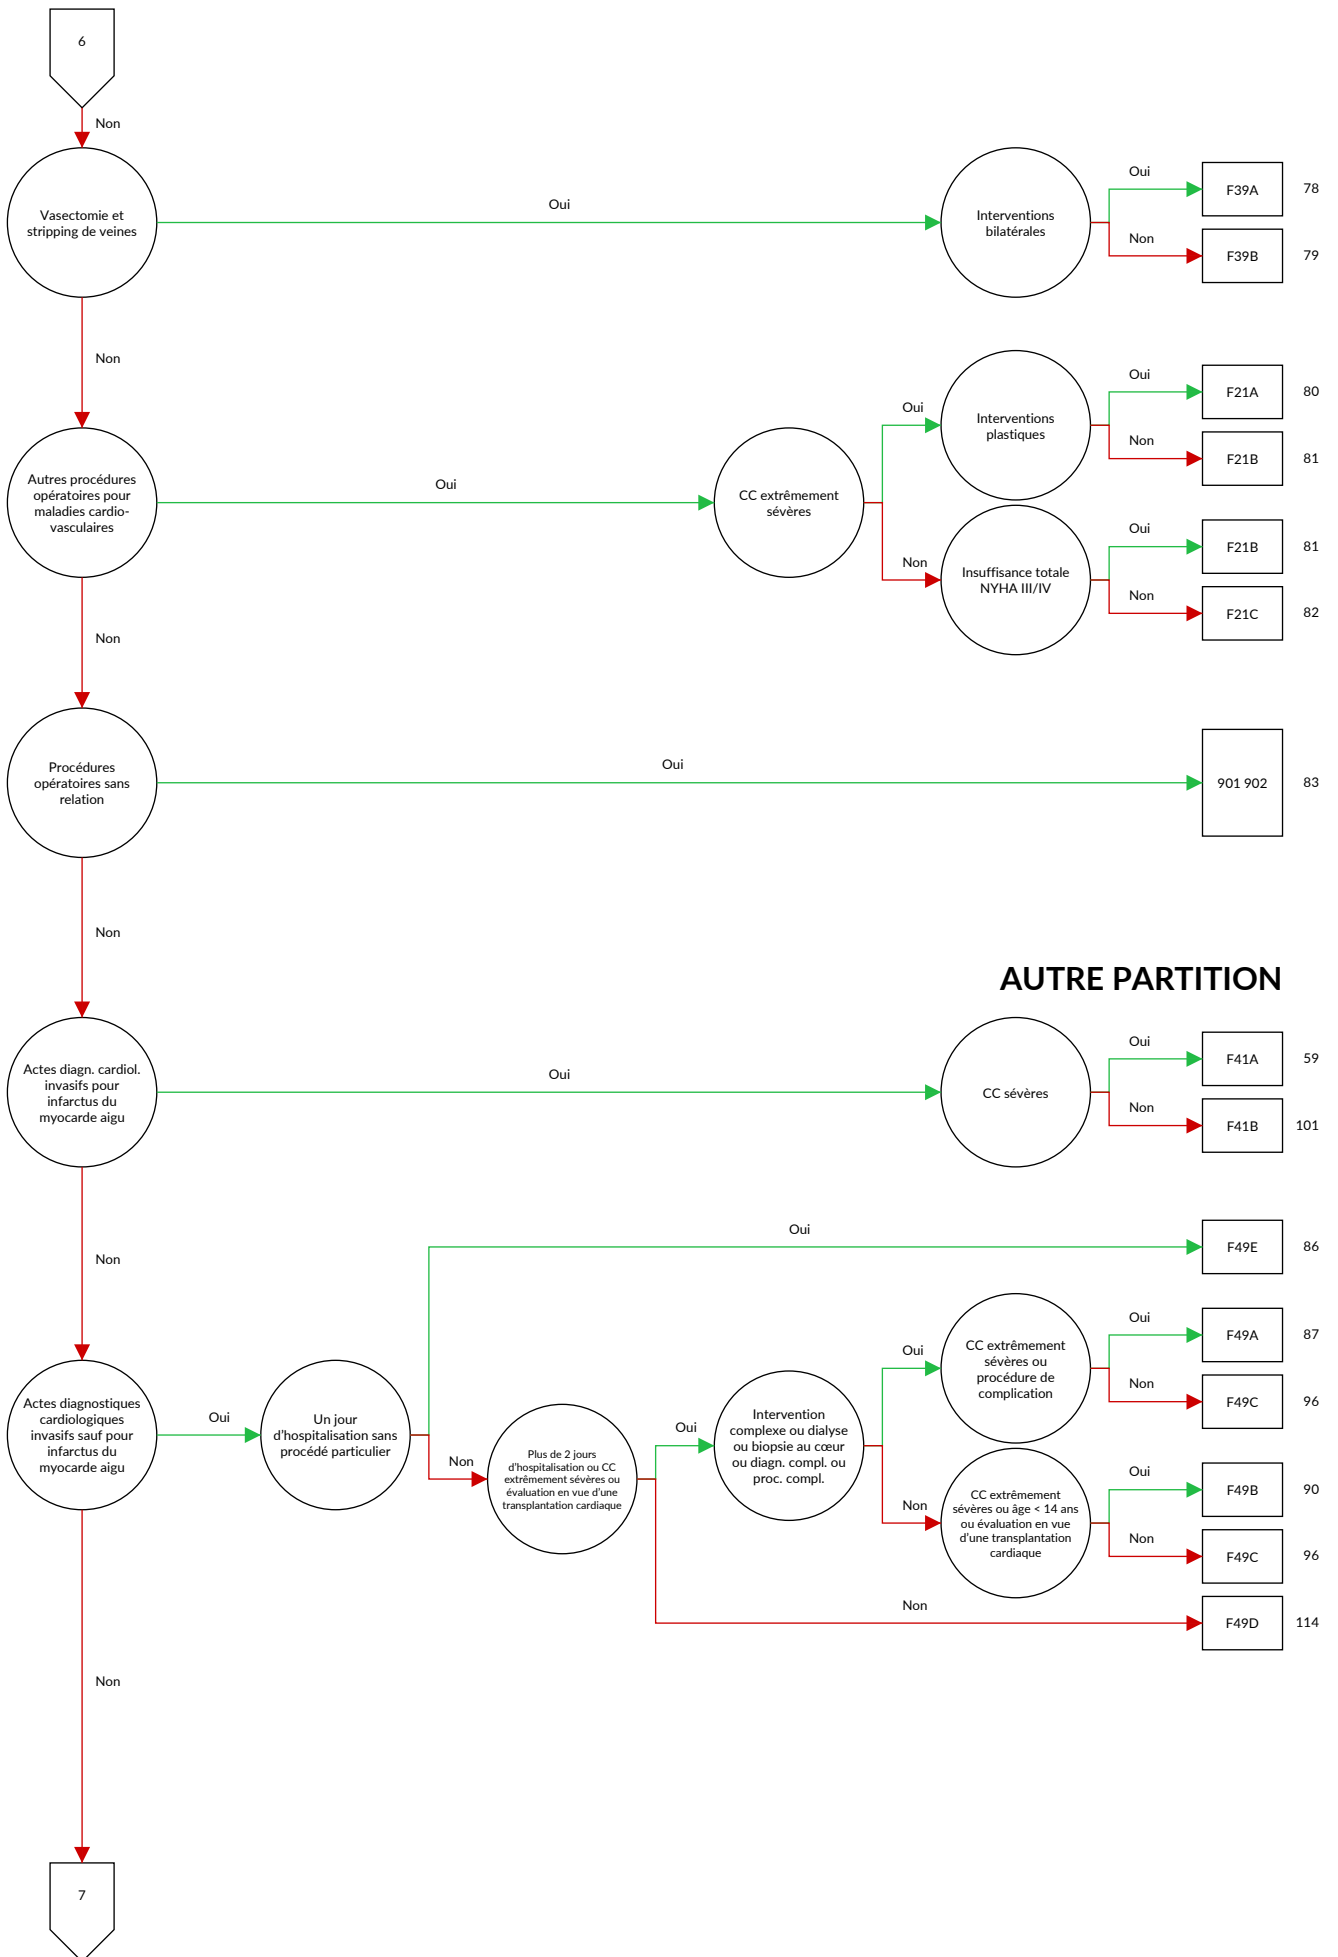 6
Non
Vasectomie et
stripping de veines
Oui
Interventions
bilatérales
Oui
F39A
78
Non
F39B
79
Non
Autres procédures
opératoires pour
maladies cardio-
vasculaires
Oui
CC extrêmement
sévères
Oui
Interventions
plastiques
Oui
F21A
80
Non
F21B
81
Non
Insuffisance totale
NYHA III/IV
Oui
F21B
81
Non
F21C
82
Non
Procédures
opératoires sans
relation
Oui
901 902
83
Non
AUTRE PARTITION
Actes diagn. cardiol.
invasifs pour
infarctus du
myocarde aigu
Oui
CC sévères
Oui
F41A
59
Non
F41B
101
Non
Actes diagnostiques
cardiologiques
invasifs sauf pour
infarctus du
myocarde aigu
Oui
Un jour
d'hospitalisation sans
procédé particulier
Oui
F49E
86
Non
Plus de 2 jours
d'hospitalisation ou CC
extrêmement sévères ou
évaluation en vue d'une
transplantation cardiaque
Oui
Intervention
complexe ou dialyse
ou biopsie au cœur
ou diagn. compl. ou
proc. compl.
Oui
CC extrêmement
sévères ou
procédure de
complication
Oui
F49A
87
Non
F49C
96
Non
CC extrêmement
sévères ou âge < 14 ans
ou évaluation en vue
d'une transplantation
cardiaque
Oui
F49B
90
Non
F49C
96
Non
F49D
114
Non
7